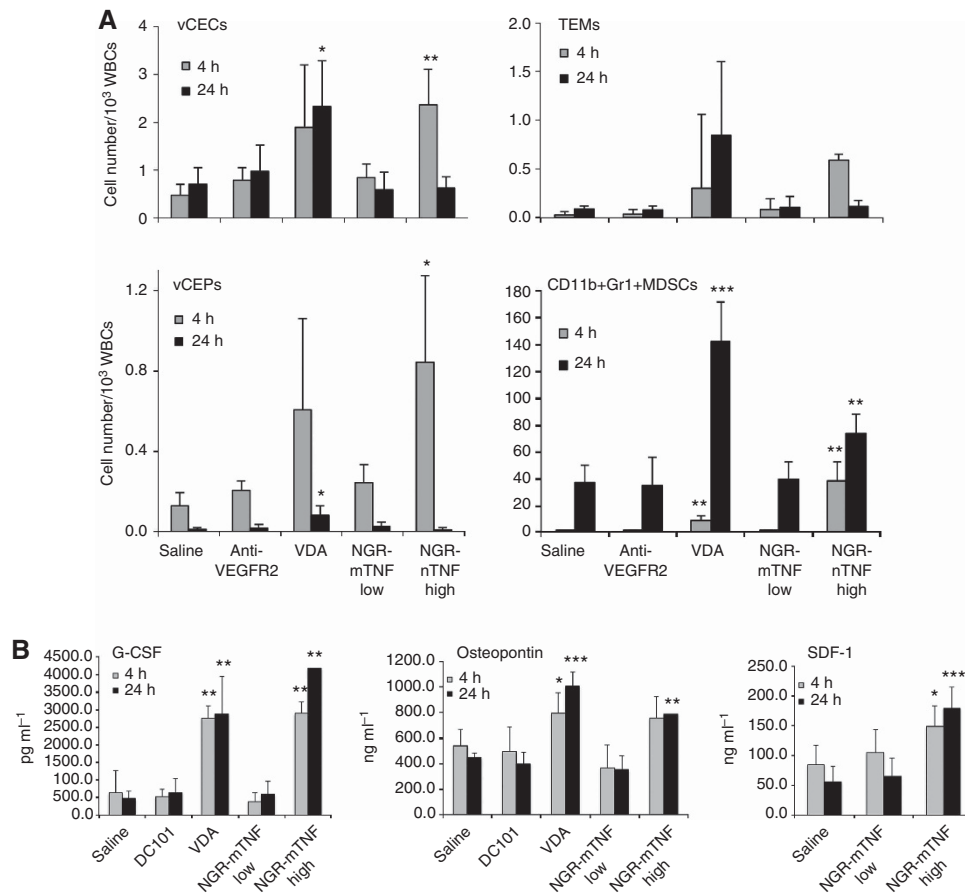 A
vCECs
4 h
24 h
Cell number/10³ WBCs
4
3
2
1
0
*
**
TEMs
4 h
24 h
2.0
1.5
1.0
0.5
0.0
vCEPs
4 h
24 h
Cell number/10³ WBCs
1.2
0.8
0.4
0.0
*
*
Saline
Anti-
VEGFR2
VDA
NGR-
mTNF
low
NGR-
nTNF
high
CD11b+Gr1+MDSCs
4 h
24 h
180
160
140
120
100
80
60
40
20
0
**
***
**
**
Saline
Anti-
VEGFR2
VDA
NGR-
mTNF
low
NGR-
nTNF
high
B
G-CSF
4 h
24 h
pg ml⁻¹
4500.0
4000.0
3500.0
3000.0
2500.0
2000.0
1500.0
100.0
500.0
0.0
**
**
**
**
Saline
DC101
VDA
NGR-mTNF
low
NGR-mTNF
high
Osteopontin
4 h
24 h
ng ml⁻¹
1200.0
1000.0
800.0
600.0
400.0
200.0
0.0
*
***
**
Saline
DC101
VDA
NGR-mTNF
low
NGR-mTNF
high
SDF-1
4 h
24 h
ng ml⁻¹
250.0
200.0
150.0
100.0
50.0
0.0
*
***
Saline
NGR-mTNF
low
NGR-mTNF
high